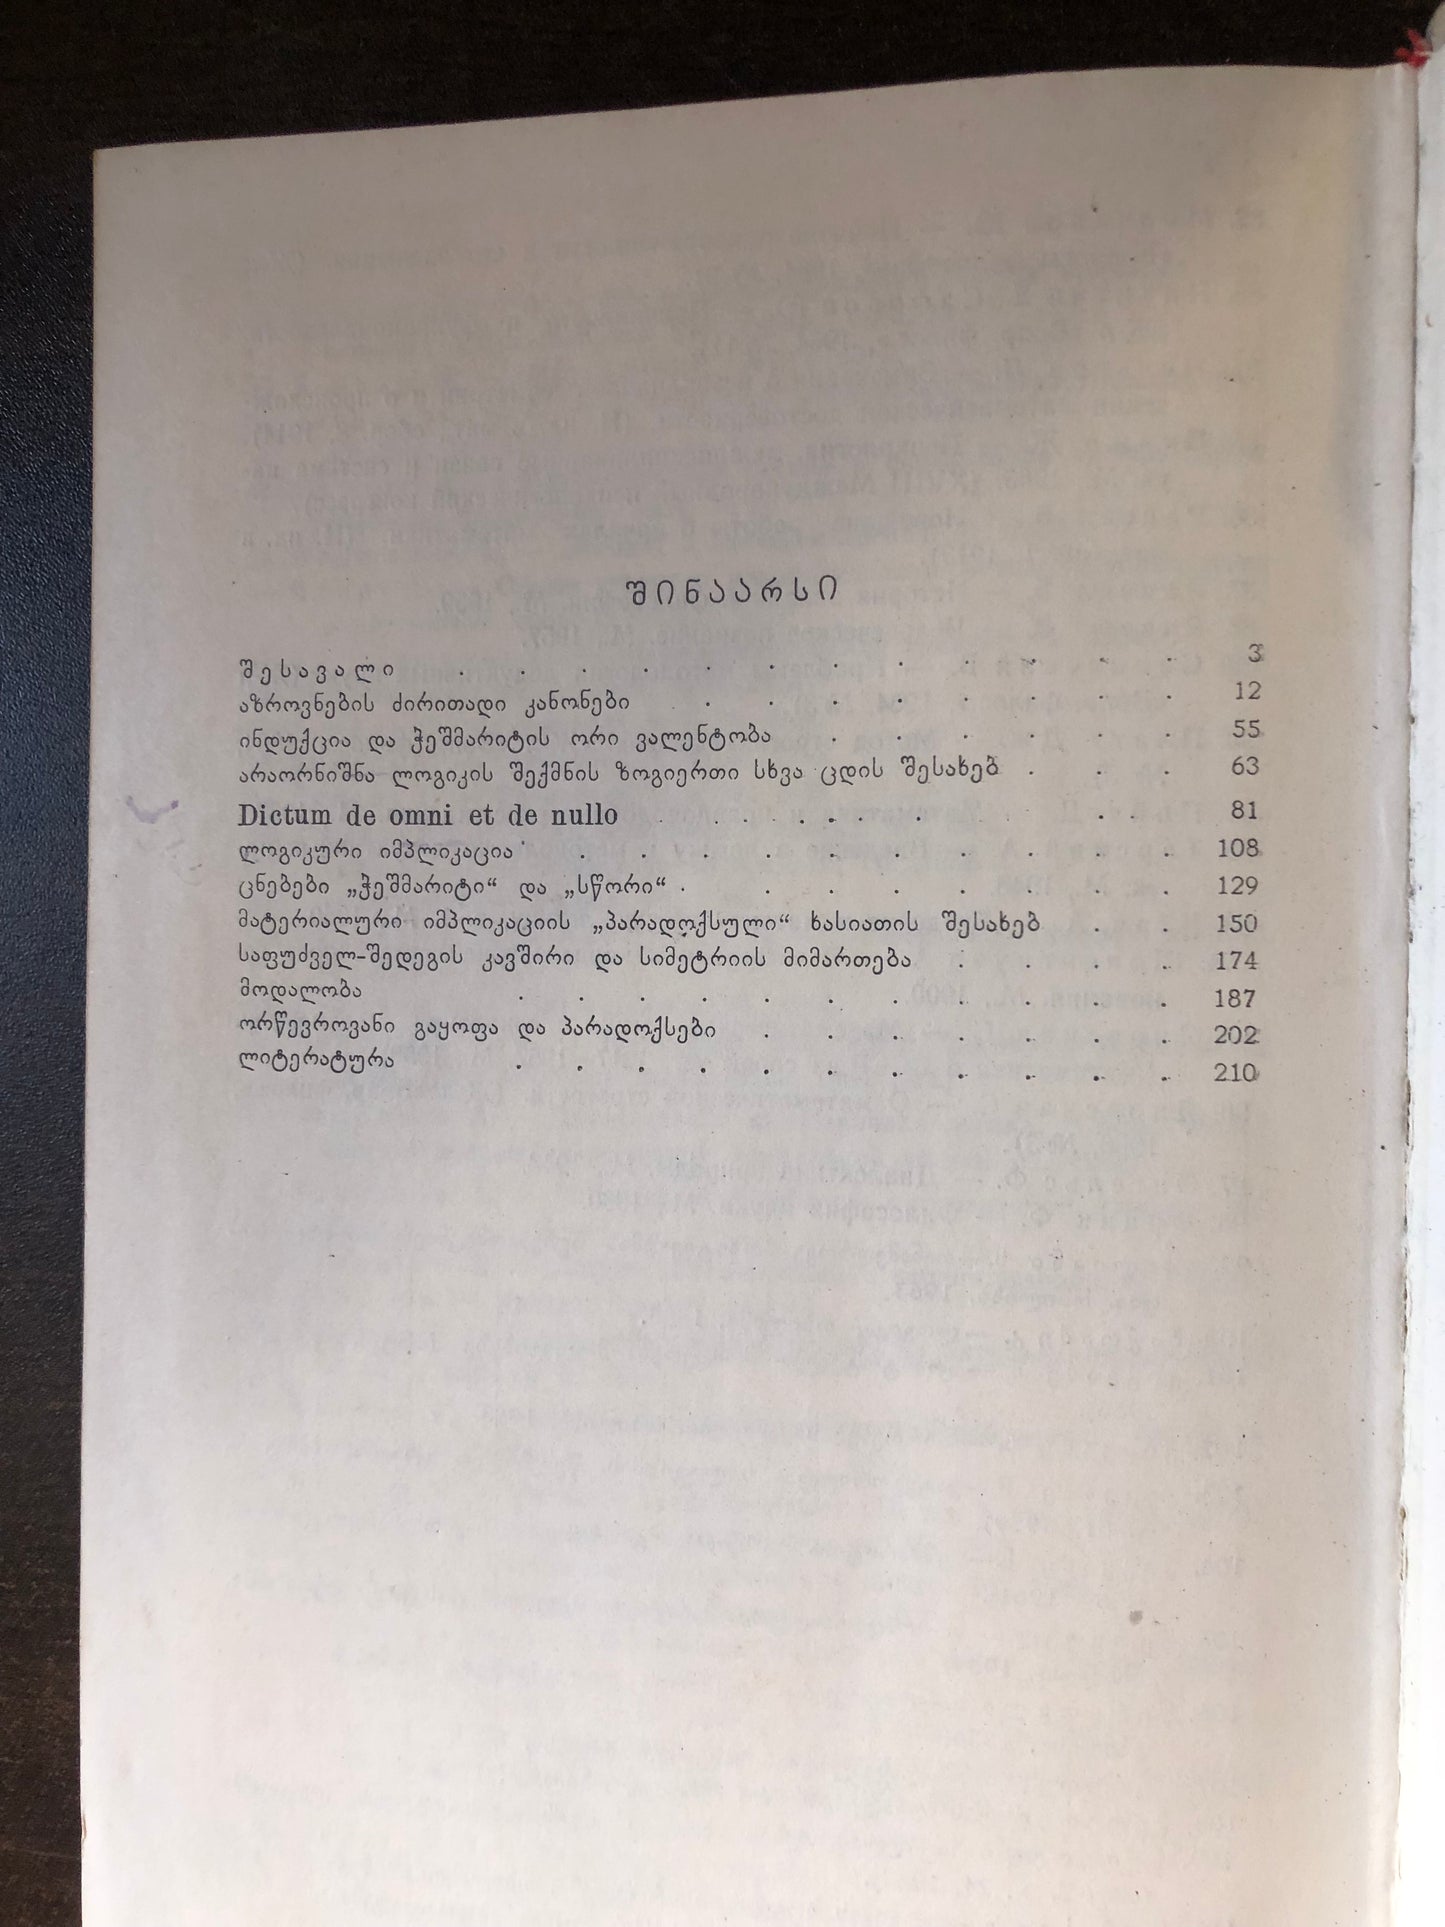 შინაარსი
შესავალი . . . . . . . . . . . . 3
აზროვნების ძირითადი კანონები . . . . . . . . 12
ინდუქცია და ჭეშმარიტის ორი ვალენტობა . . . . . . 55
არაორნიშნა ლოგიკის შექმნის ზოგიერთი სხვა ცდის შესახებ . . . 63
Dictum de omni et de nullo . . . . . . . . . 81
ლოგიკური იმპლიკაცია . . . . . . . . . . 108
ცნებები „ჭეშმარიტი“ და „სწორი“ . . . . . . . . 129
მატერიალური იმპლიკაციის „პარადოქსული“ ხასიათის შესახებ . . 150
საფუძველ-შედეგის კავშირი და სიმეტრიის მიმართება . . . . 174
მოდალობა . . . . . . . . . . . 187
ორწევროვანი გაყოფა და პარადოქსები . . . . . . . 202
ლიტერატურა . . . . . . . . . . . 210